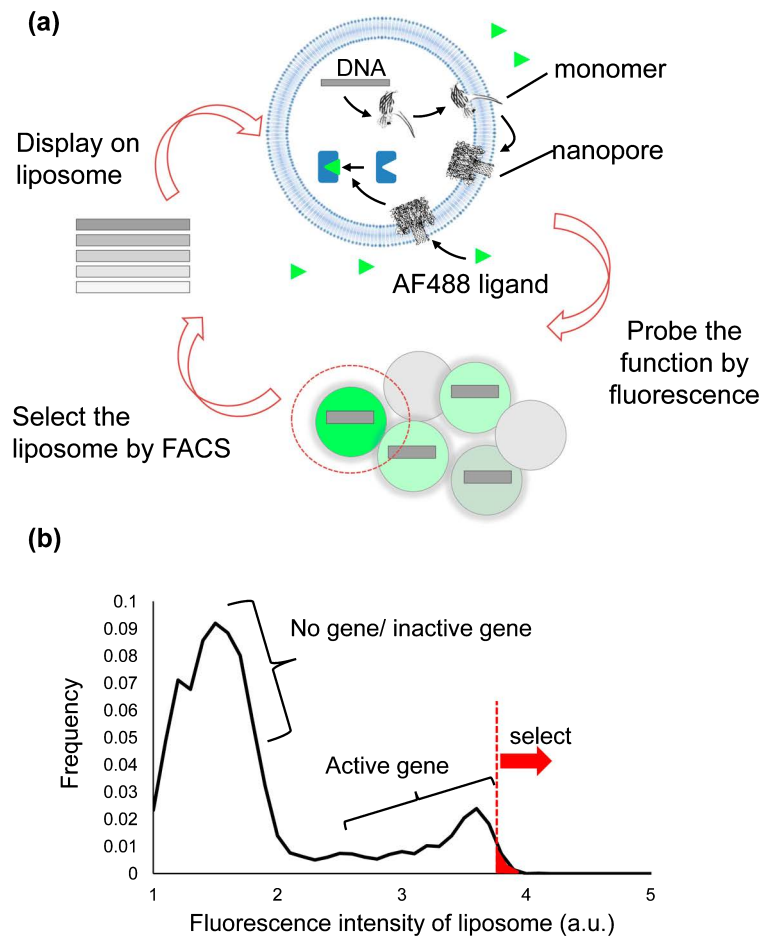 (a)
DNA
monomer
nanopore
Display on
liposome
AF488 ligand
Probe the
function by
fluorescence
Select the
liposome by FACS
(b)
0.1
0.09
0.08
0.07
0.06
0.05
0.04
0.03
0.02
0.01
0
Frequency
No gene/ inactive gene
Active gene
select
1
2
3
4
5
Fluorescence intensity of liposome (a.u.)